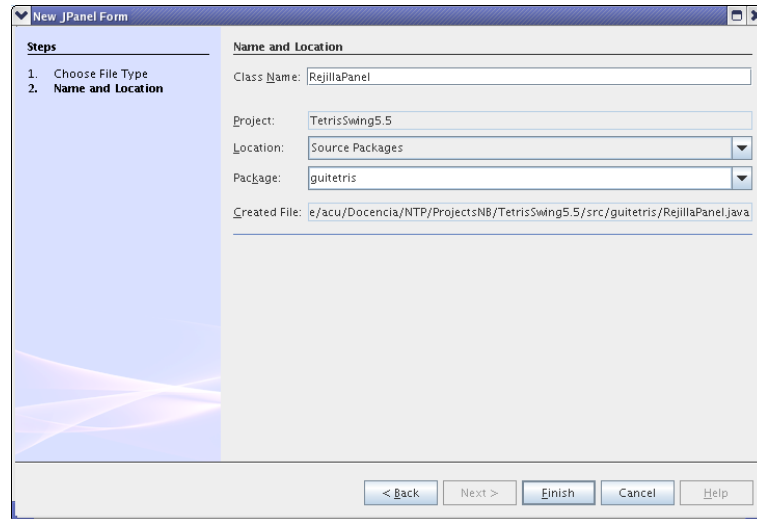 New JPanel Form
Steps
1. Choose File Type
2. Name and Location
Name and Location
Class Name: RejillaPanel
Project: TetrisSwing5.5
Location: Source Packages
Package: guitetris
Created File: e/acu/Docencia/NTP/ProjectsNB/TetrisSwing5.5/src/guitetris/RejillaPanel.java
< Back Next > Finish Cancel Help